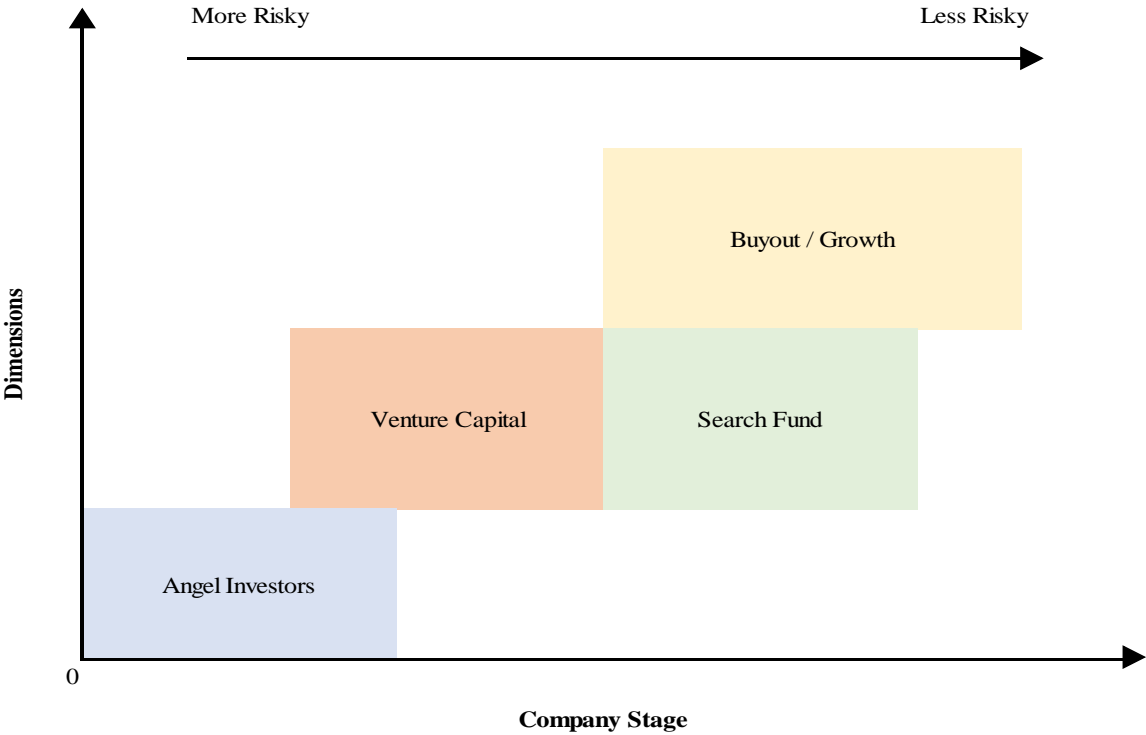 More Risky
Less Risky
Buyout / Growth
Dimensions
Venture Capital
Search Fund
Angel Investors
0
Company Stage